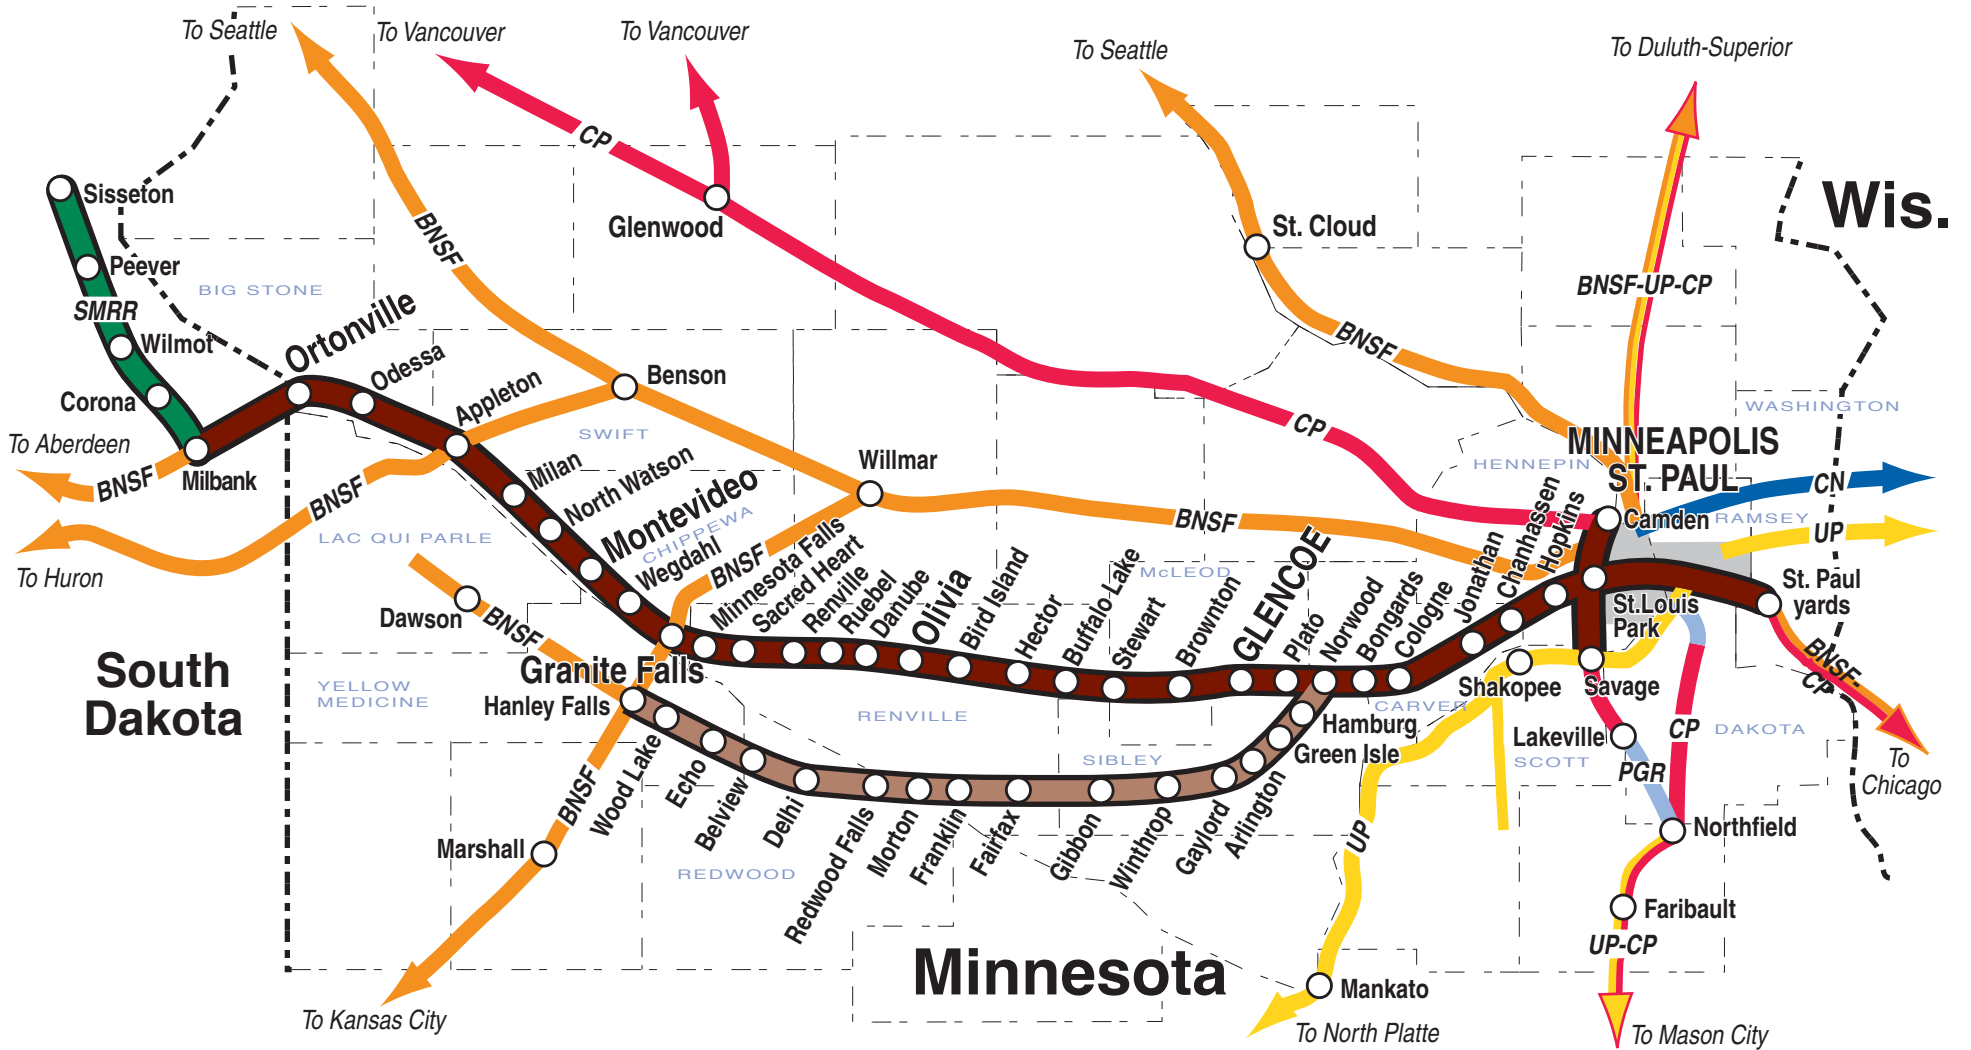 To Seattle
To Vancouver
To Vancouver
To Seattle
To Duluth-Superior
CP
Wis.
Sisseton
Glenwood
St. Cloud
BNSF
Peever
BIG STONE
BNSF-UP-CP
SMRR
Wilmot
Ortonville
Odessa
BNSF
Benson
Appleton
Corona
WASHINGTON
CP
To Aberdeen
SWIFT
MINNEAPOLIS
ST. PAUL
HENNEPIN
Milbank
BNSF
BNSF
Milan
North Watson
Montevideo
Willmar
CN
Camden
RAMSEY
UP
BNSF
LAC QUI PARLE
CHIPPEWA
Wegdahl
BNSF
To Huron
McLEOD
Minnesota Falls
Sacred Heart
Renville
Ruebel
Danube
Olivia
Bird Island
Hector
Buffalo Lake
Stewart
Brownton
GLENCOE
Plato
Norwood
Bongards
Cologne
Jonathan
Chanhassen
Hopkins
St. Paul
yards
St.Louis
Park
Dawson
BNSF
South
Dakota
Granite Falls
Hanley Falls
YELLOW
MEDICINE
RENVILLE
CARVER
Shakopee
Savage
BNSF-
CP
Hamburg
Green Isle
Lakeville
SCOTT
CP
DAKOTA
PGR
To
Chicago
SIBLEY
BNSF
Wood Lake
Echo
Belview
Delhi
Redwood Falls
Morton
Franklin
Fairfax
Gibbon
Winthrop
Gaylord
Arlington
UP
Northfield
Marshall
REDWOOD
Faribault
UP-CP
Minnesota
Mankato
To Kansas City
To North Platte
To Mason City